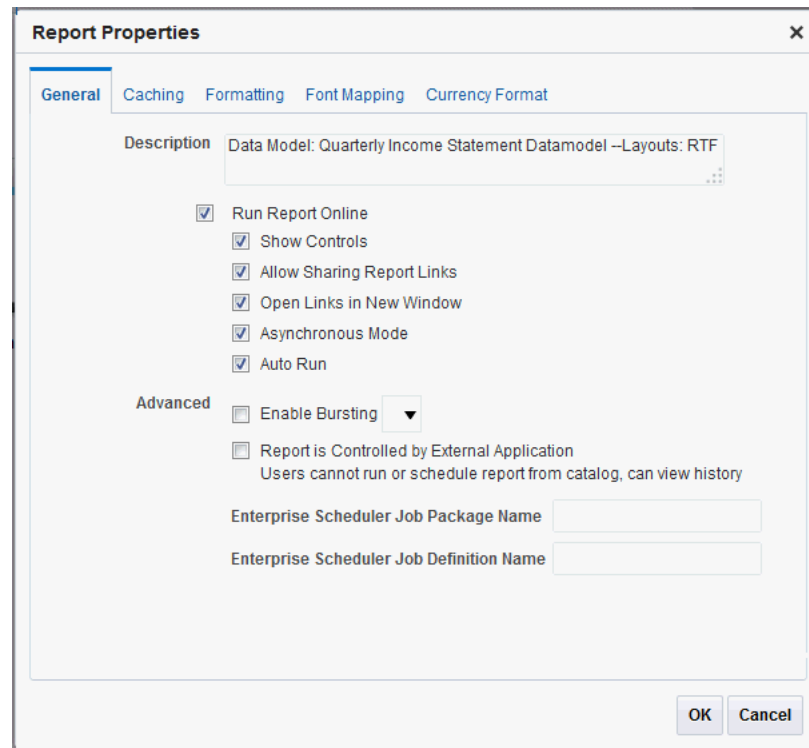 Report Properties
General Caching Formatting Font Mapping Currency Format
Description Data Model: Quarterly Income Statement Datamodel --Layouts: RTF
Run Report Online
Show Controls
Allow Sharing Report Links
Open Links in New Window
Asynchronous Mode
Auto Run
Advanced Enable Bursting
Report is Controlled by External Application
Users cannot run or schedule report from catalog, can view history
Enterprise Scheduler Job Package Name
Enterprise Scheduler Job Definition Name
OK Cancel